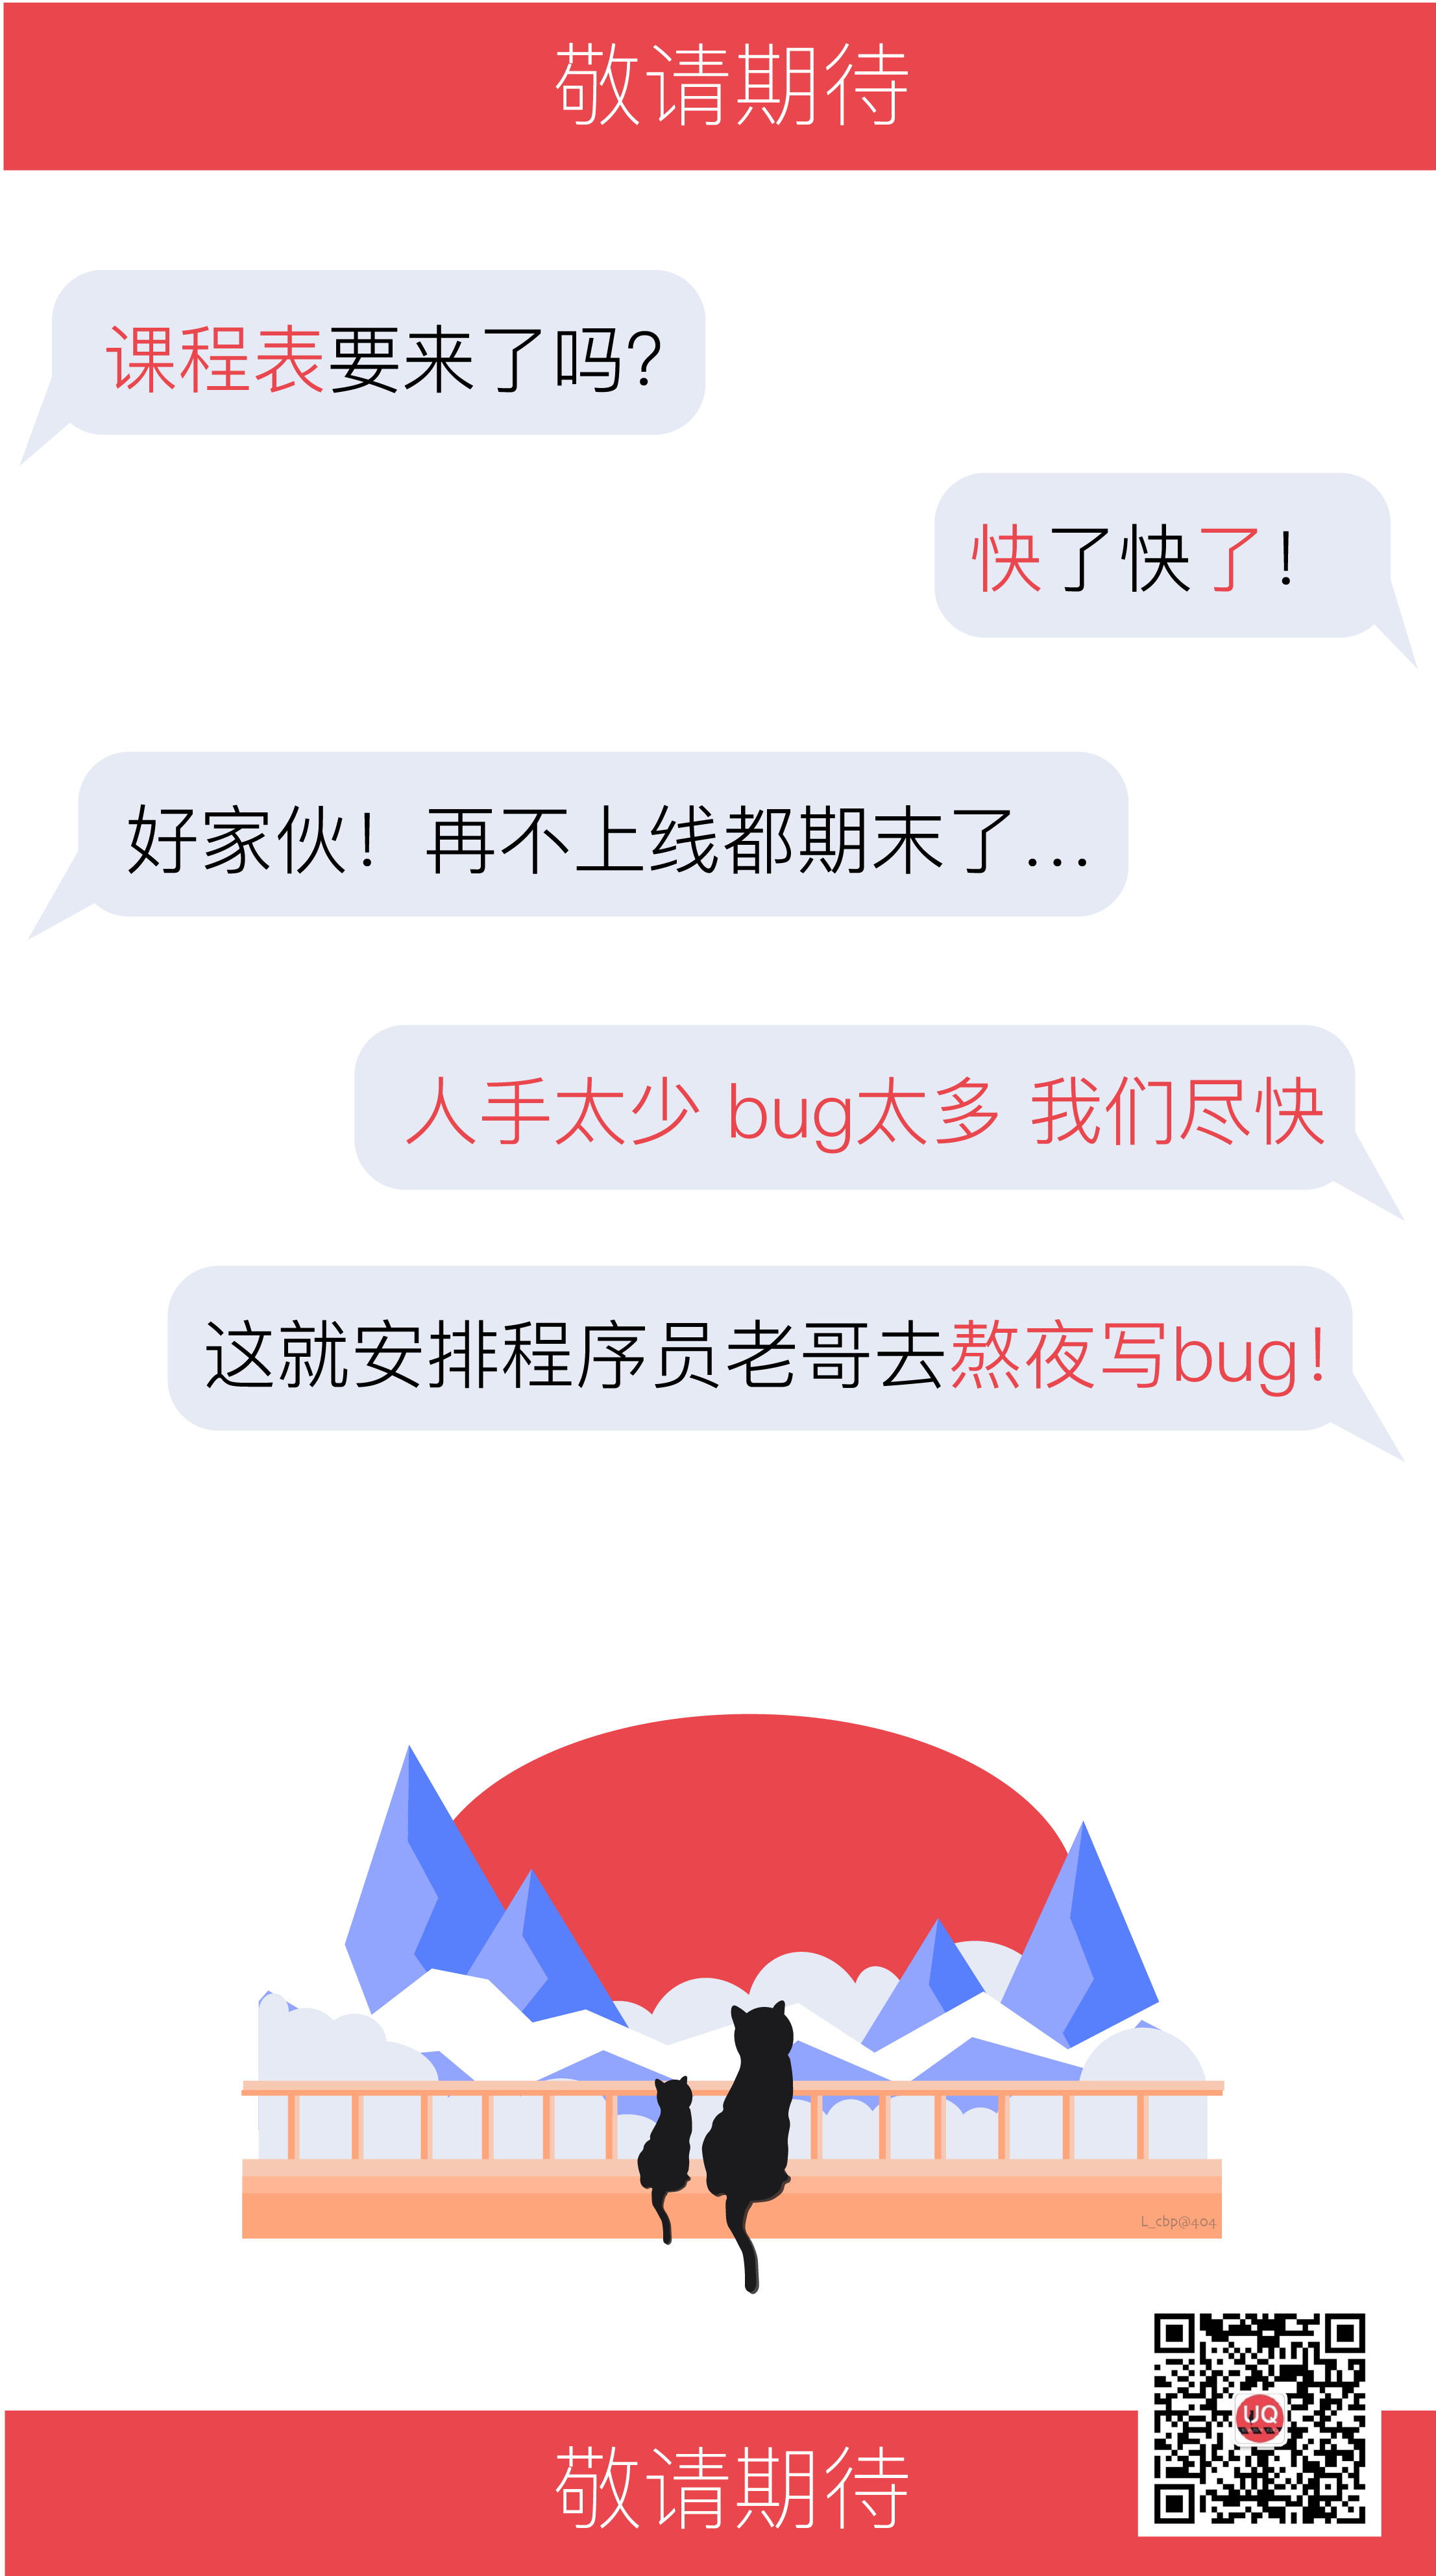 敬请期待
课程表要来了吗?
快了快了!
好家伙!再不上线都期末了...
人手太少 bug太多 我们尽快
这就安排程序员老哥去熬夜写bug!
L_cbp@404
UQ
敬请期待